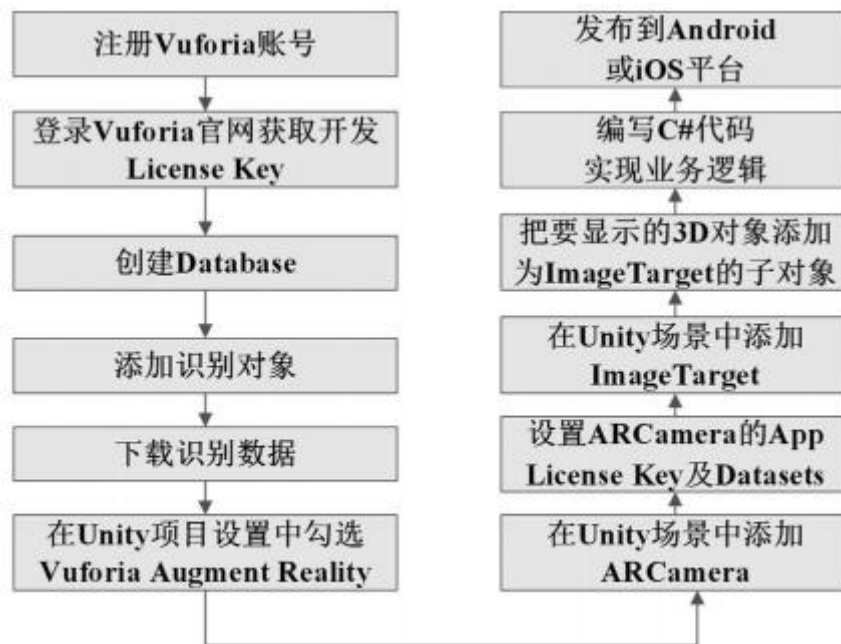 注册Vuforia账号
登录Vuforia官网获取开发
License Key
创建Database
添加识别对象
下载识别数据
在Unity项目设置中勾选
Vuforia Augment Reality
在Unity场景中添加
ARCamera
设置ARCamera的App
License Key及Datasets
在Unity场景中添加
ImageTarget
把要显示的3D对象添加
为ImageTarget的子对象
编写C#代码
实现业务逻辑
发布到Android
或iOS平台